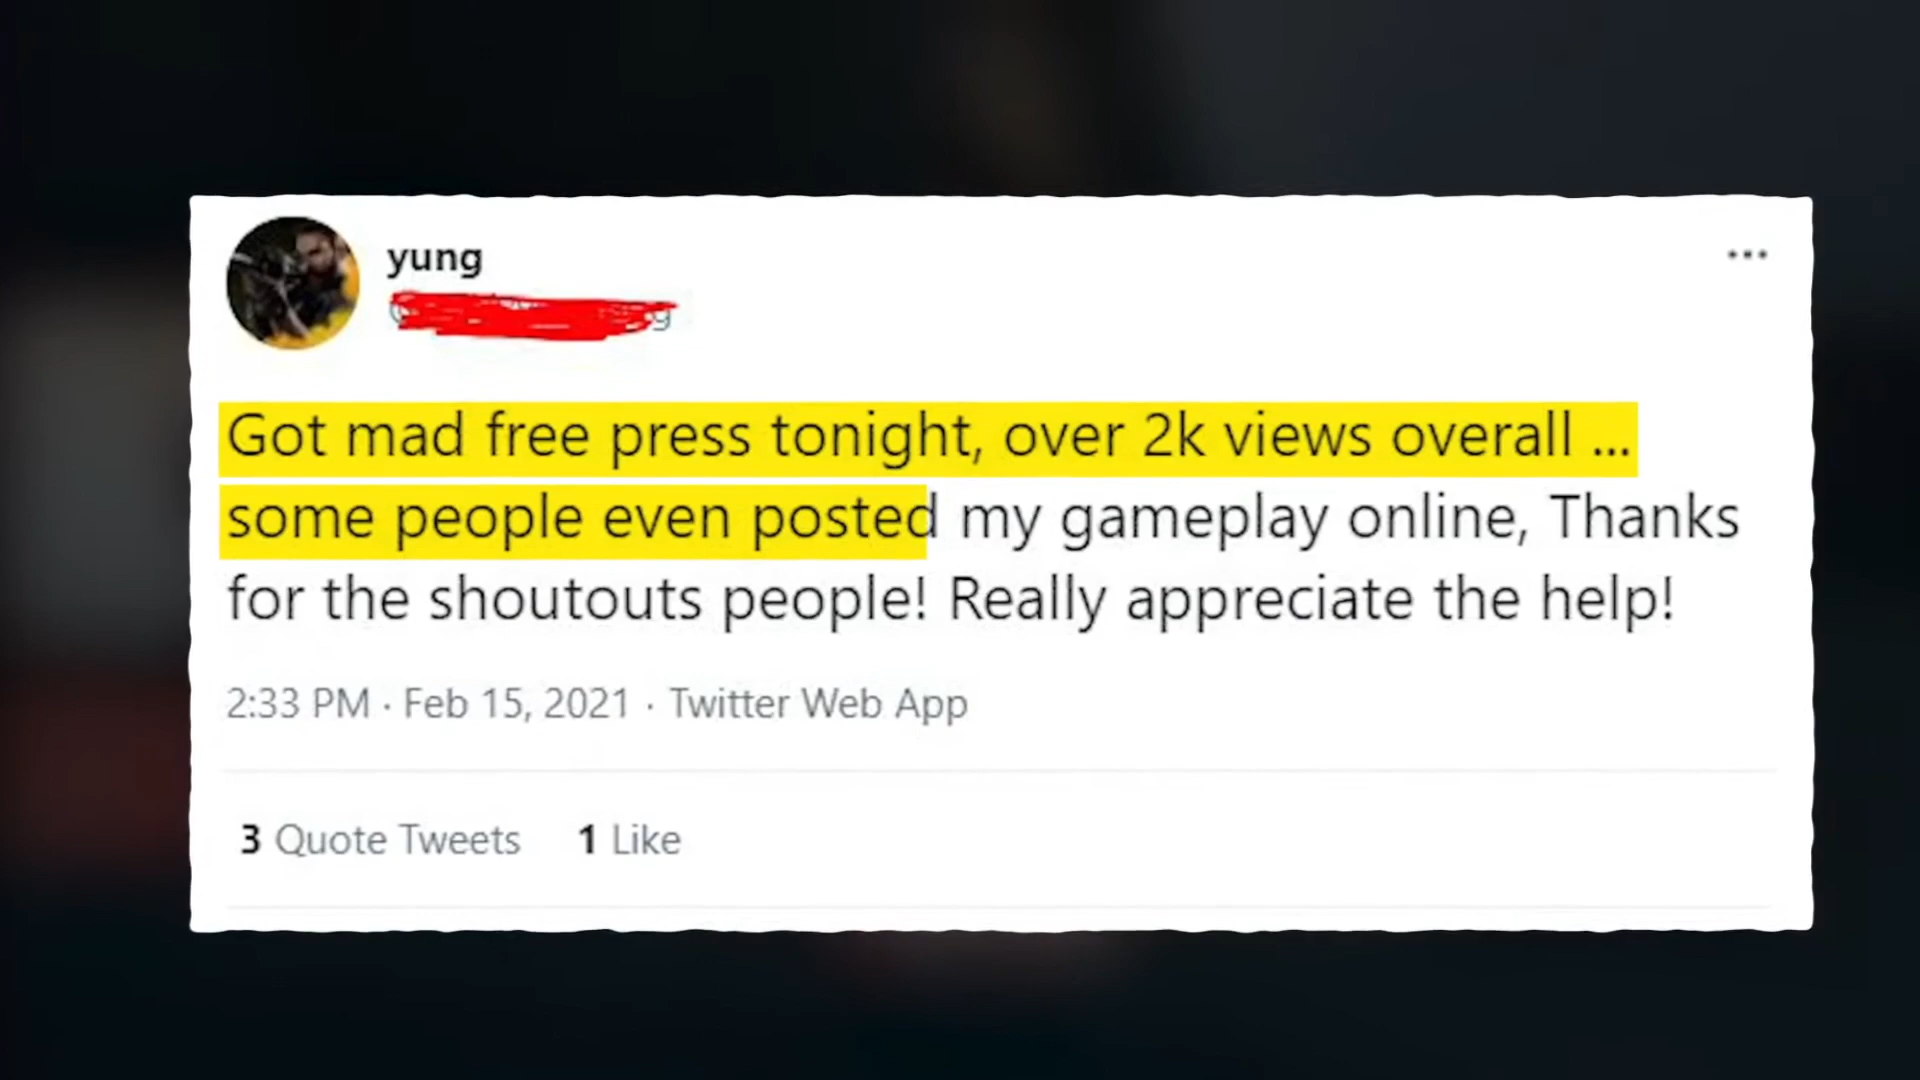 yung
Got mad free press tonight, over 2k views overall ...
some people even posted my gameplay online, Thanks
for the shoutouts people! Really appreciate the help!
2:33 PM · Feb 15, 2021 · Twitter Web App
3 Quote Tweets 1 Like